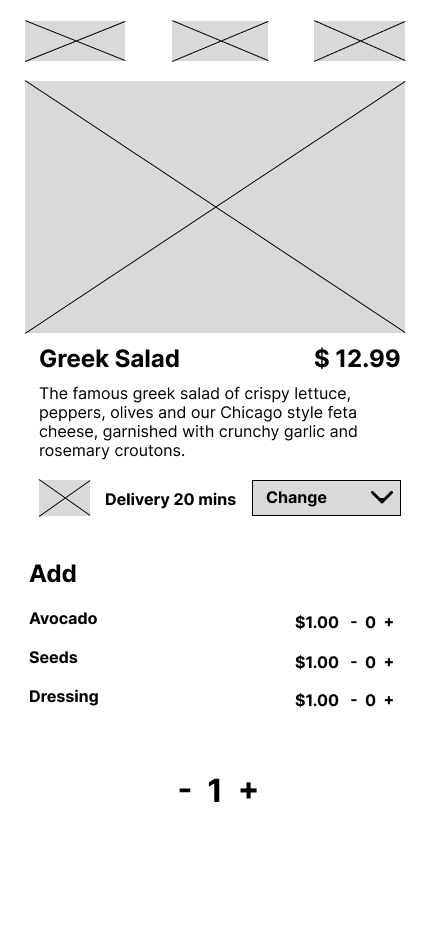 Greek Salad $ 12.99
The famous greek salad of crispy lettuce,
peppers, olives and our Chicago style feta
cheese, garnished with crunchy garlic and
rosemary croutons.
Delivery 20 mins Change
Add
Avocado $1.00 - 0 +
Seeds $1.00 - 0 +
Dressing $1.00 - 0 +
- 1 +